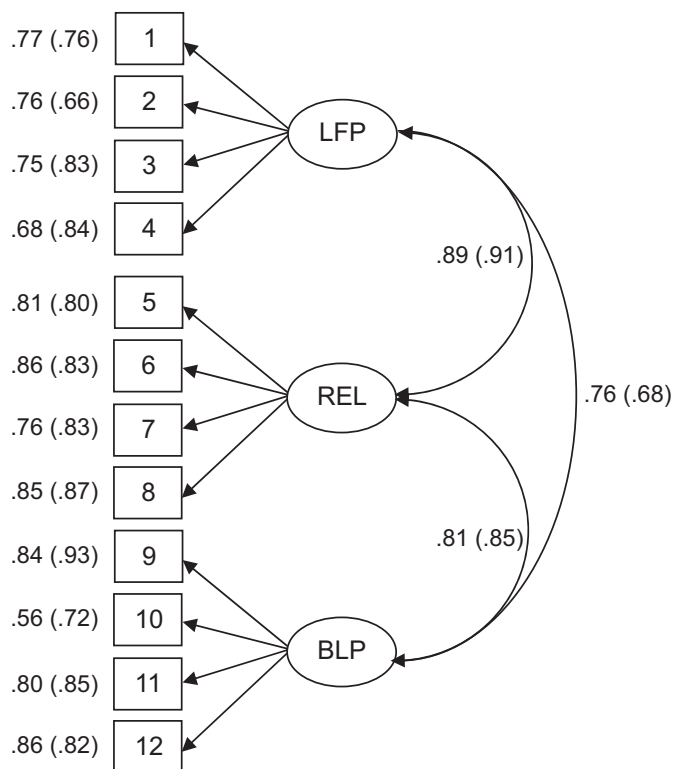 .77 (.76) 1
.76 (.66) 2
LFP
.75 (.83) 3
.68 (.84) 4
.89 (.91)
.81 (.80) 5
.86 (.83) 6
REL
.76 (.68)
.76 (.83) 7
.85 (.87) 8
.81 (.85)
.84 (.93) 9
.56 (.72) 10
BLP
.80 (.85) 11
.86 (.82) 12